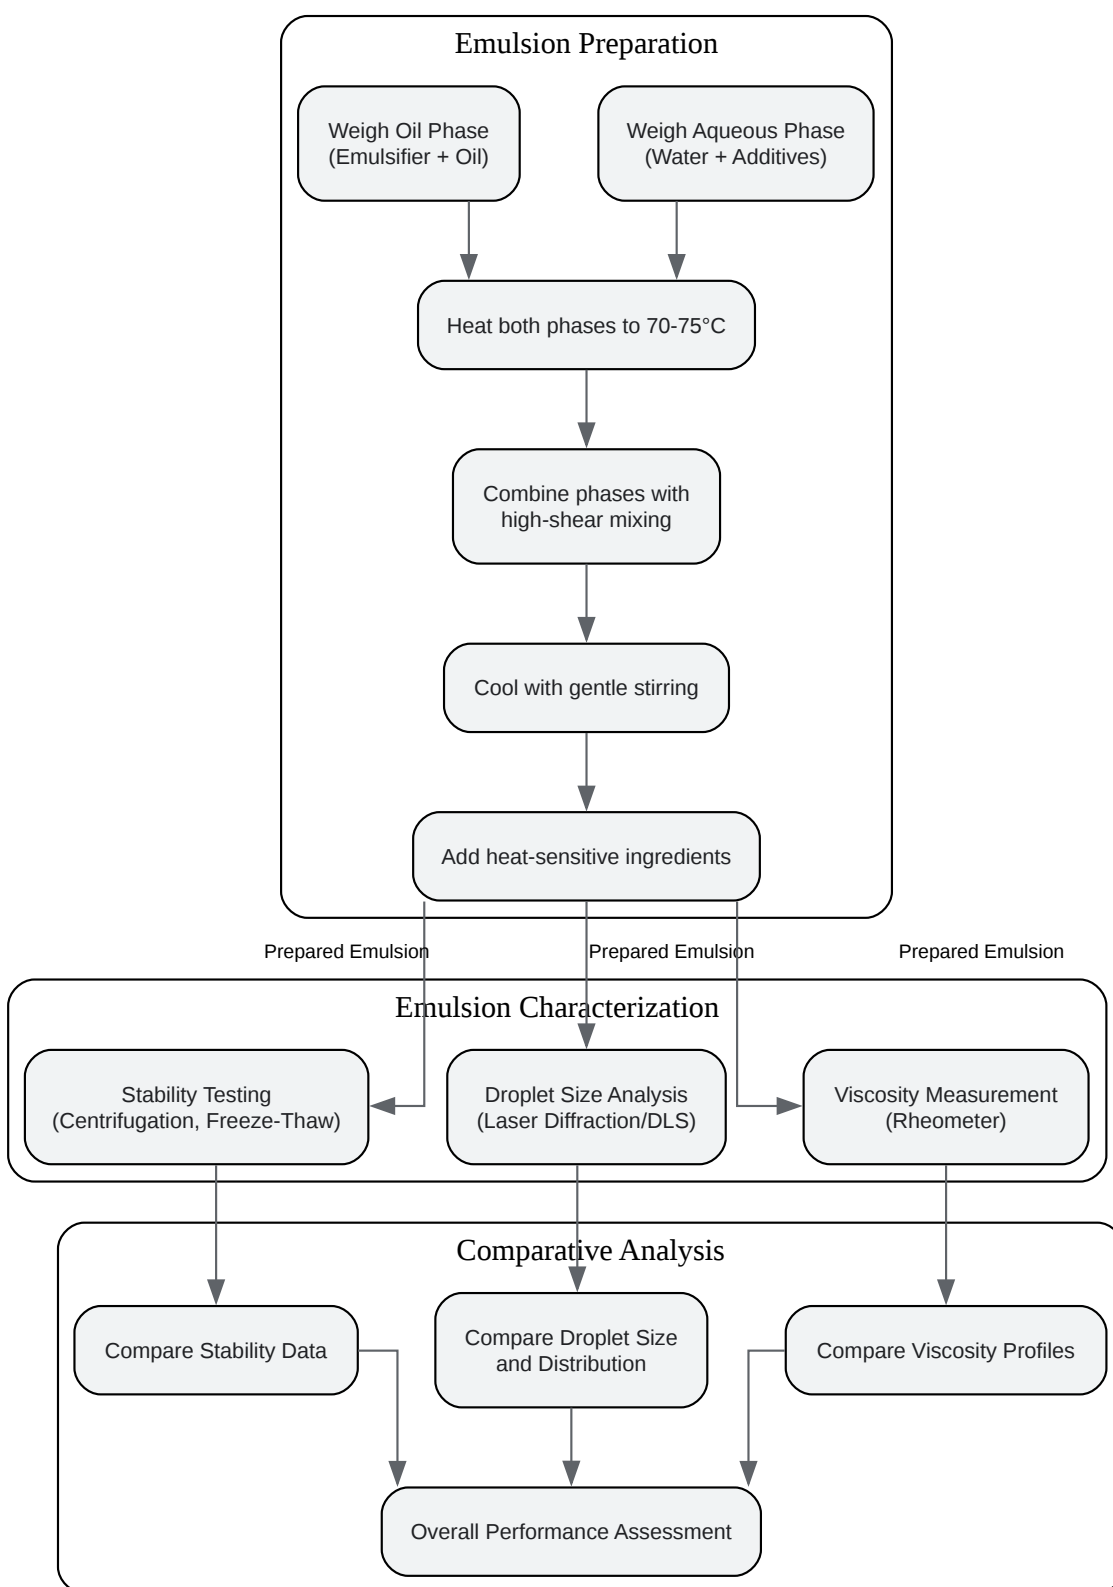 Emulsion Preparation
Weigh Oil Phase
(Emulsifier + Oil)
Weigh Aqueous Phase
(Water + Additives)
Heat both phases to 70-75°C
Combine phases with
high-shear mixing
Cool with gentle stirring
Add heat-sensitive ingredients
Prepared Emulsion
Prepared Emulsion
Prepared Emulsion
Emulsion Characterization
Stability Testing
(Centrifugation, Freeze-Thaw)
Droplet Size Analysis
(Laser Diffraction/DLS)
Viscosity Measurement
(Rheometer)
Comparative Analysis
Compare Stability Data
Compare Droplet Size
and Distribution
Compare Viscosity Profiles
Overall Performance Assessment